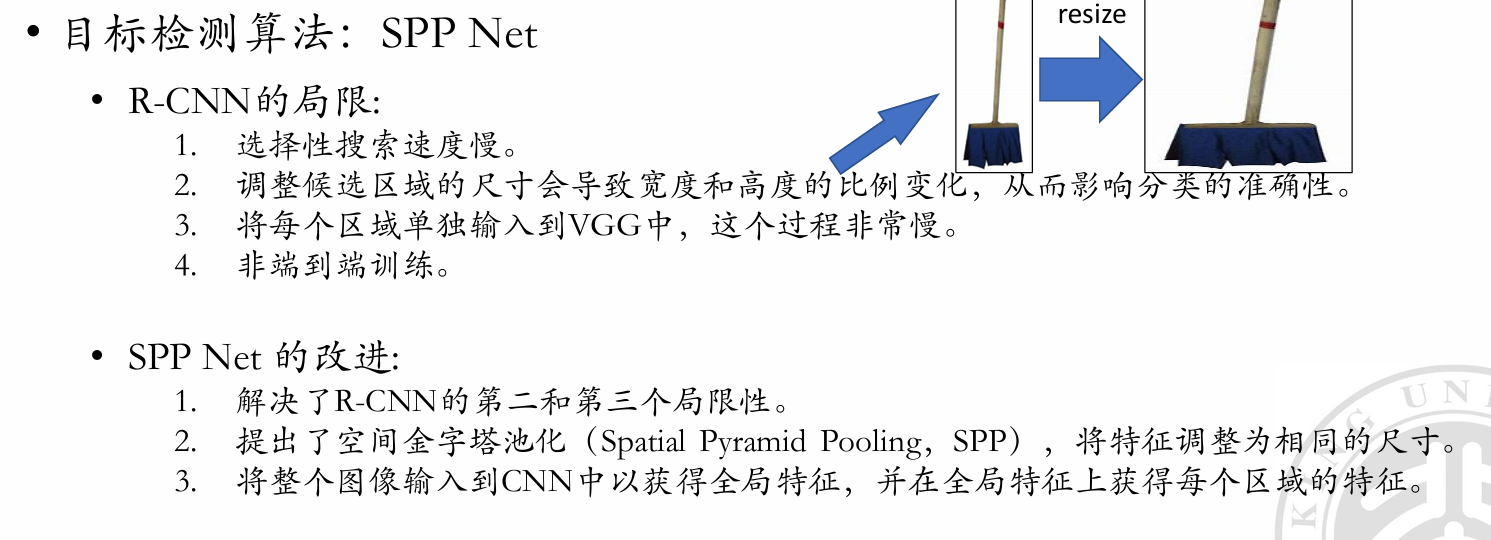 resize
• 目标检测算法：SPP Net
• R-CNN的局限:
1. 选择性搜索速度慢。
2. 调整候选区域的尺寸会导致宽度和高度的比例变化，从而影响分类的准确性。
3. 将每个区域单独输入到VGG中，这个过程非常慢。
4. 非端到端训练。
• SPP Net 的改进:
1. 解决了R-CNN的第二和第三个局限性。
2. 提出了空间金字塔池化（Spatial Pyramid Pooling，SPP），将特征调整为相同的尺寸。
3. 将整个图像输入到CNN中以获得全局特征，并在全局特征上获得每个区域的特征。
KING UNI